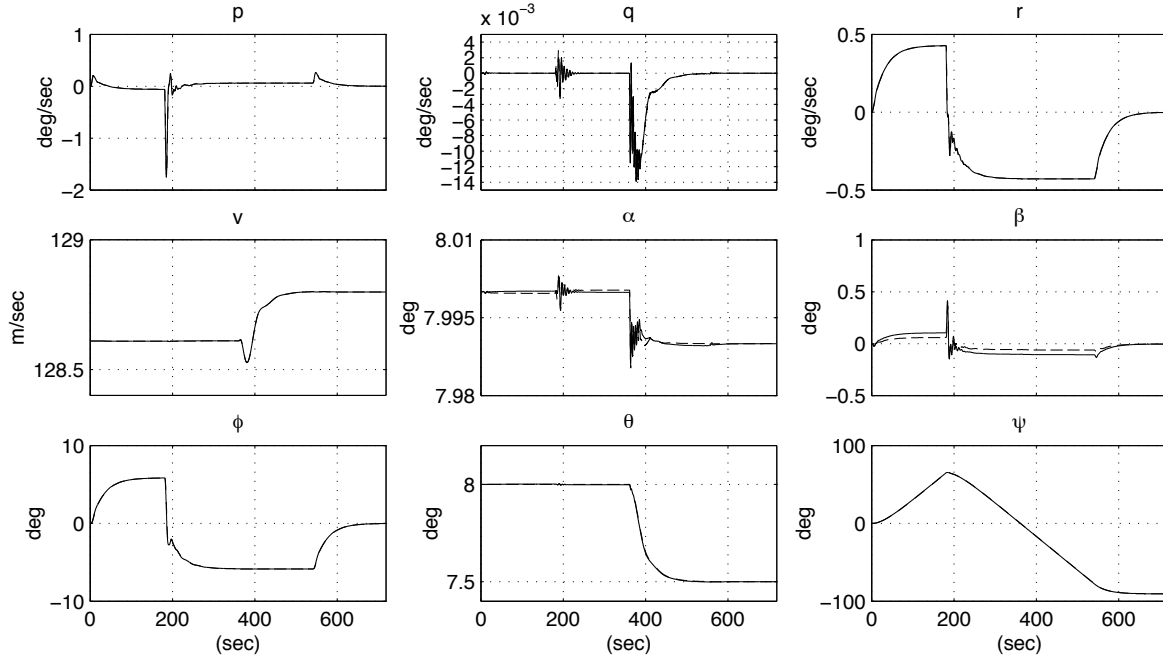 p
q
r
x 10⁻³
deg/sec
1
0
−1
−2
deg/sec
4
2
0
−2
−4
−6
−8
−10
−12
−14
deg/sec
0.5
0
−0.5
v
α
β
m/sec
129
128.5
deg
8.01
7.995
7.98
1
0.5
0
−0.5
φ
θ
ψ
deg
10
0
−10
0 200 400 600
(sec)
deg
8
7.5
0 200 400 600
(sec)
deg
100
0
−100
0 200 400 600
(sec)